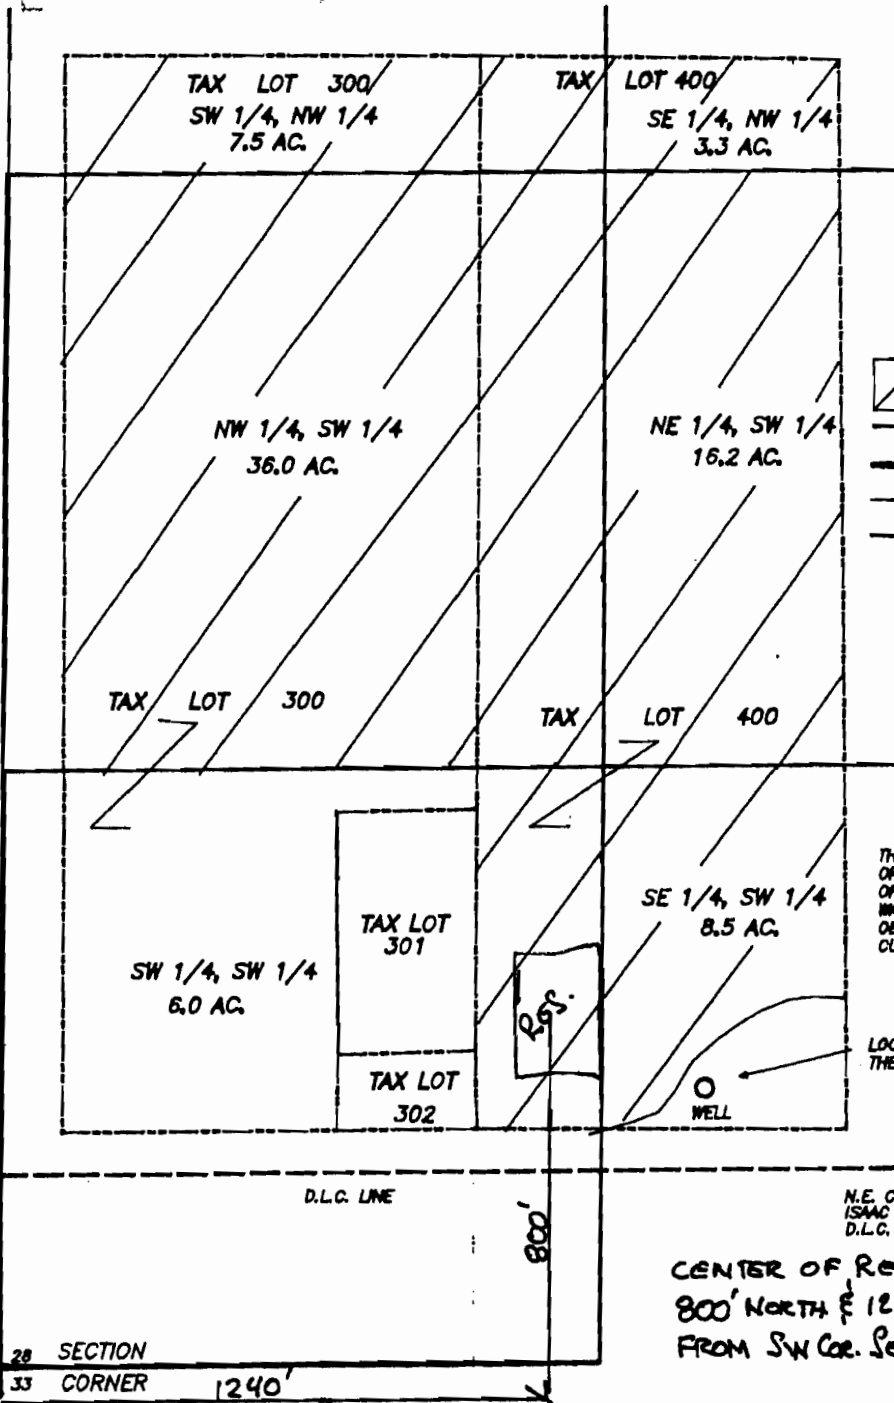 TAX LOT 300
SW 1/4, NW 1/4
7.5 AC.
TAX LOT 400
SE 1/4, NW 1/4
3.3 AC.
NW 1/4, SW 1/4
36.0 AC.
NE 1/4, SW 1/4
16.2 AC.
TAX LOT 300
TAX LOT 400
TAX LOT
301
SE 1/4, SW 1/4
8.5 AC.
SW 1/4, SW 1/4
6.0 AC.
Res.
TAX LOT
302
WELL
LOC
THE
D.L.C. LINE
N.E. C
ISAAC
D.L.C.
800'
CENTER OF RE
800' NORTH & 12
FROM SW COR. SE
28 SECTION
33 CORNER
1240'